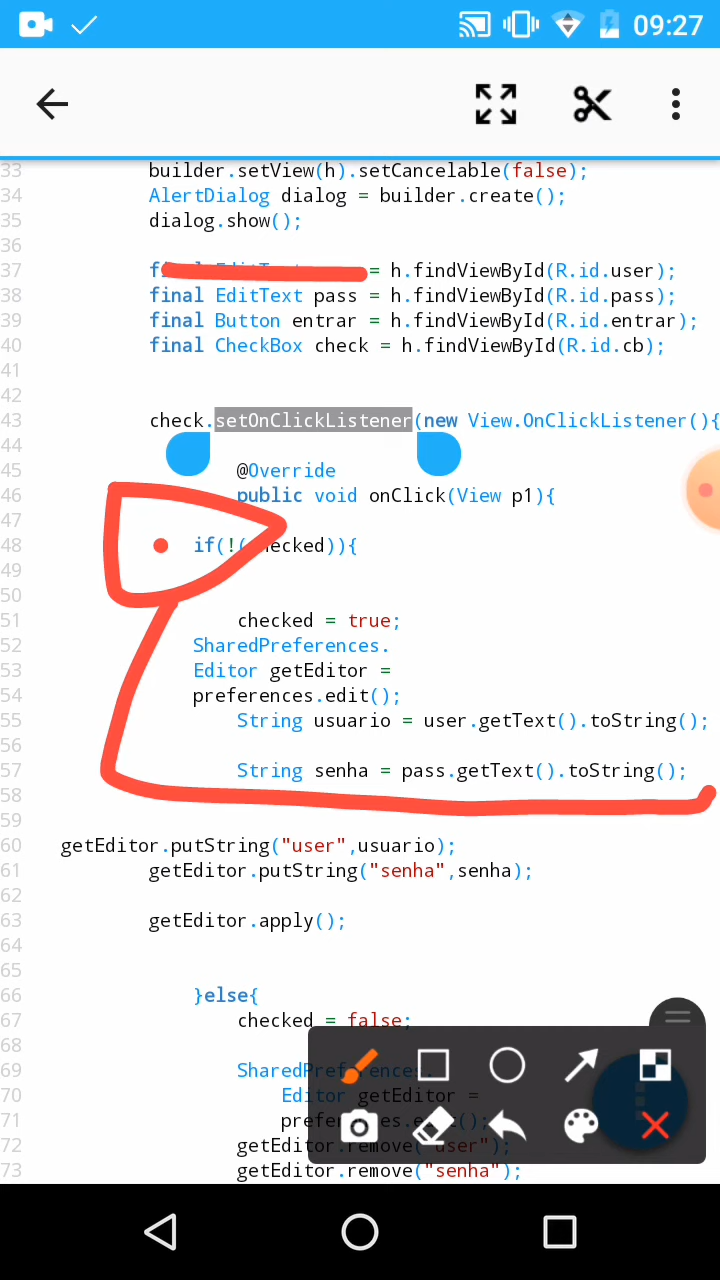 09:27
33 builder.setView(h).setCancelable(false);
34 AlertDialog dialog = builder.create();
35 dialog.show();
36
37 = h.findViewById(R.id.user);
38 final EditText pass = h.findViewById(R.id.pass);
39 final Button entrar = h.findViewById(R.id.entrar);
40 final CheckBox check = h.findViewById(R.id.cb);
41
42
43 check.setOnClickListener(new View.OnClickListener(){
44
45 @Override
46 public void onClick(View p1){
47
48 if(!(checked)){
49
50
51 checked = true;
52 SharedPreferences.
53 Editor getEditor =
54 preferences.edit();
55 String usuario = user.getText().toString();
56
57 String senha = pass.getText().toString();
58
59
60 getEditor.putString("user",usuario);
61 getEditor.putString("senha",senha);
62
63 getEditor.apply();
64
65
66 }else{
67 checked = false;
68
69 SharedPreferences.
70 Editor getEditor =
71 preferences.edit();
72 getEditor.remove("user");
73 getEditor.remove("senha");